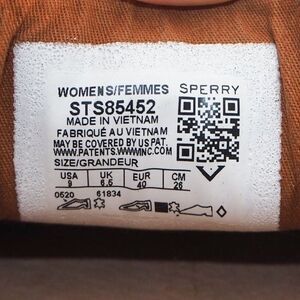 WOMENS/FEMMES SPERRY
STS85452
MADE IN VIETNAM
FABRIQUÉ AU VIETNAM
MAY BE COVERED BY US PAT.
WWW.PATENTS.WWWINC.COM
SIZE/GRANDEUR
USA UK EUR CM
9 6.5 40 26
0520 61834